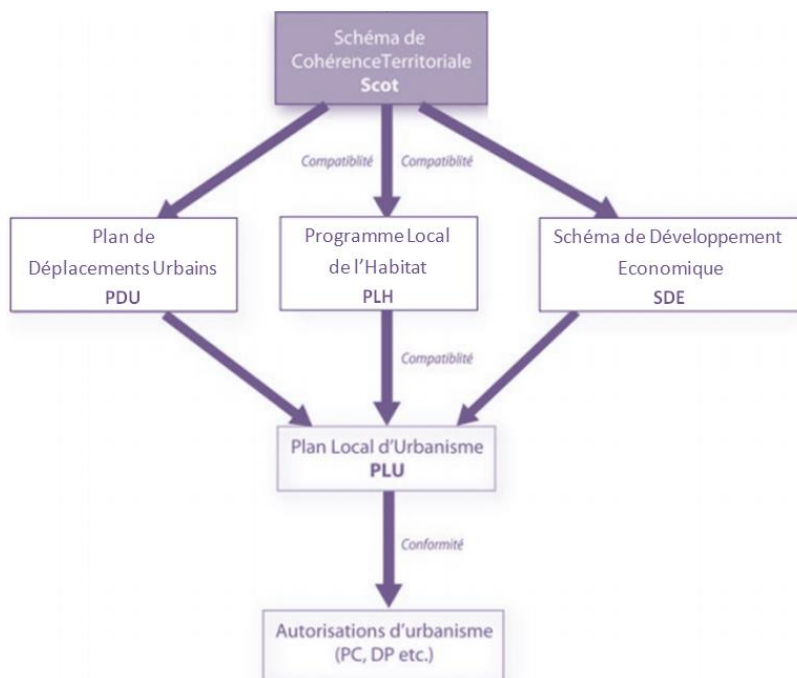 Schéma de
CohérenceTerritoriale
Scot
Compatiblité
Compatiblité
Plan de
Déplacements Urbains
PDU
Programme Local
de l'Habitat
PLH
Schéma de Développement
Economique
SDE
Compatiblité
Plan Local d'Urbanisme
PLU
Conformité
Autorisations d'urbanisme
(PC, DP etc.)